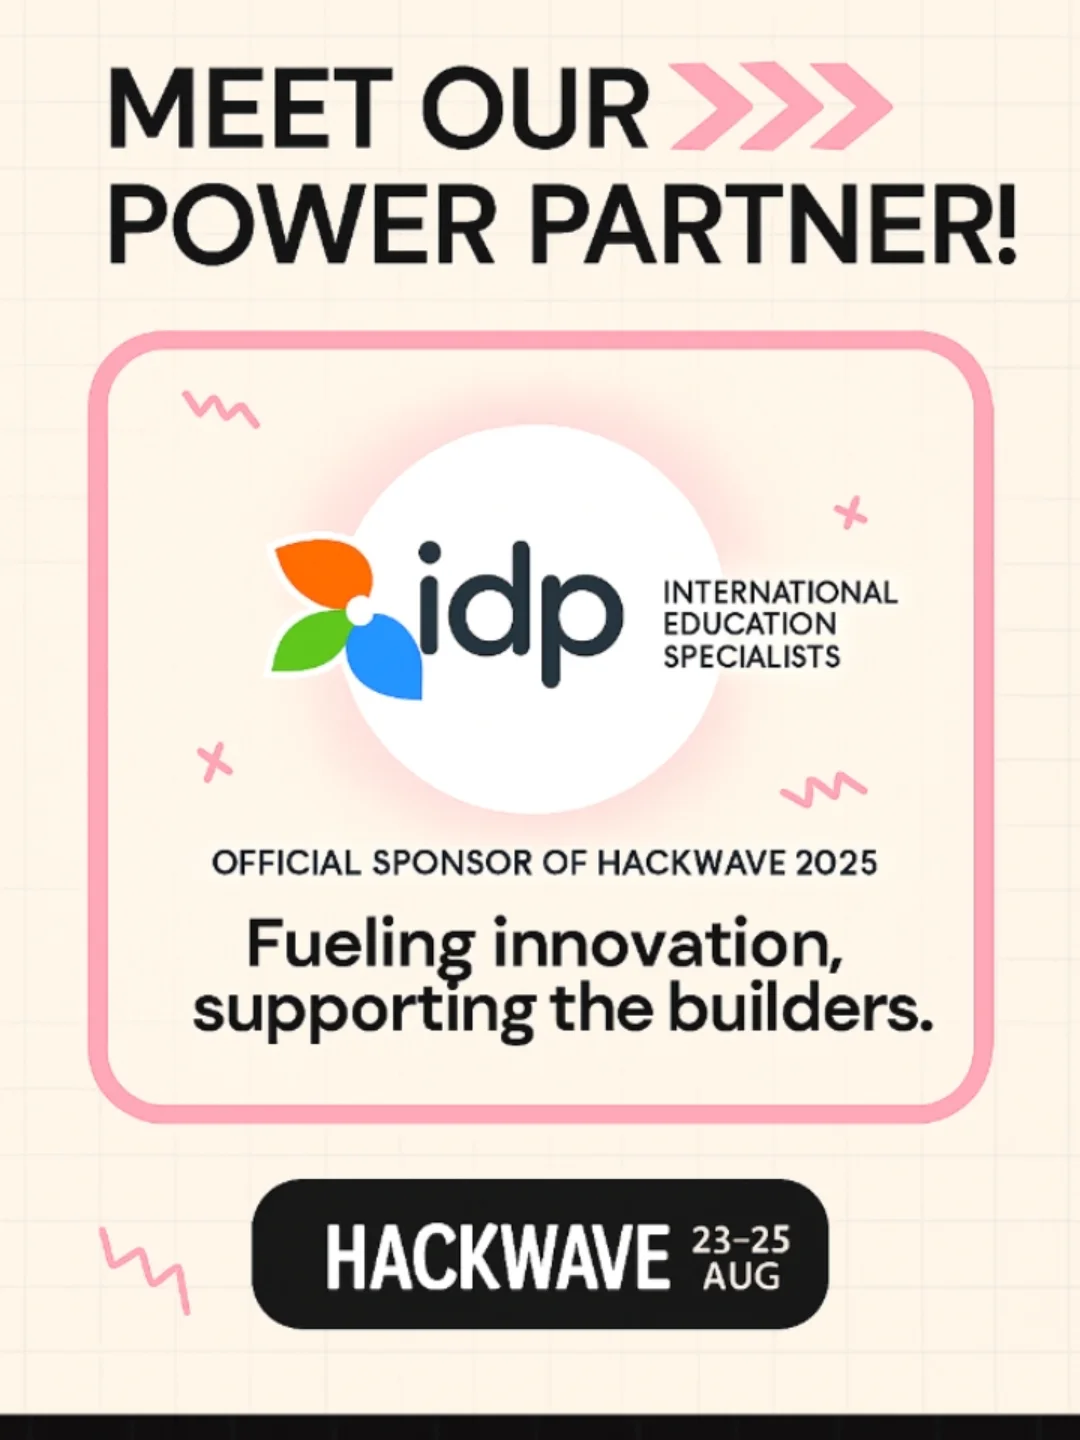 MEET OUR
POWER PARTNER!
idp
INTERNATIONAL
EDUCATION
SPECIALISTS
OFFICIAL SPONSOR OF HACKWAVE 2025
Fueling innovation,
supporting the builders.
HACKWAVE
23–25
AUG